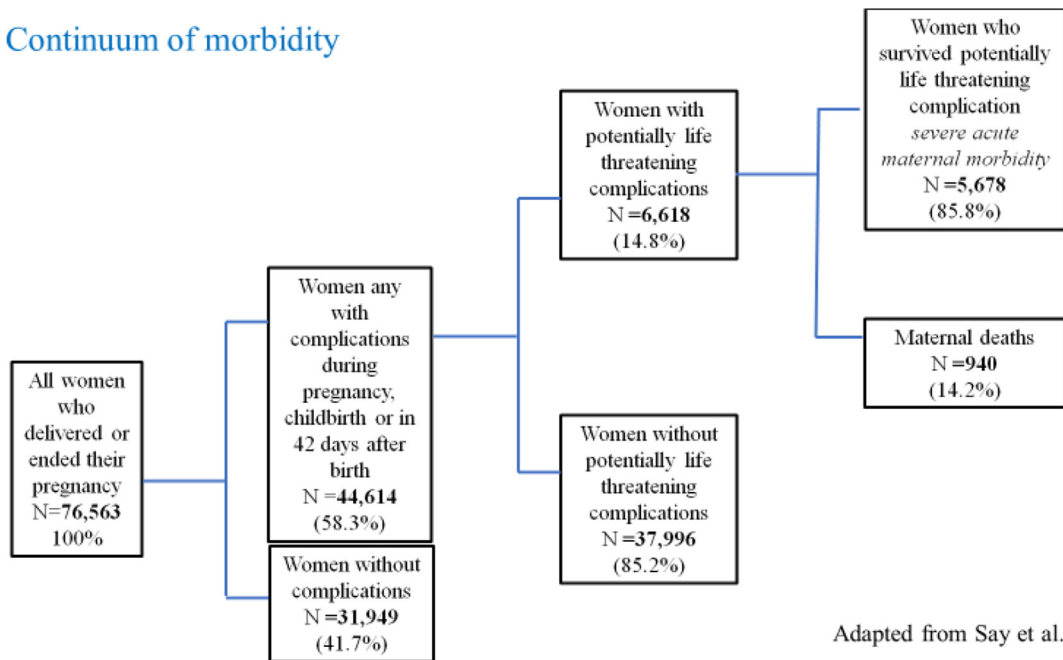 Continuum of morbidity
All women
who
delivered or
ended their
pregnancy
N=76,563
100%
Women any
with
complications
during
pregnancy,
childbirth or in
42 days after
birth
N =44,614
(58.3%)
Women without
complications
N =31,949
(41.7%)
Women with
potentially life
threatening
complications
N =6,618
(14.8%)
Women without
potentially life
threatening
complications
N =37,996
(85.2%)
Women who
survived potentially
life threatening
complication
severe acute
maternal morbidity
N =5,678
(85.8%)
Maternal deaths
N =940
(14.2%)
Adapted from Say et al.